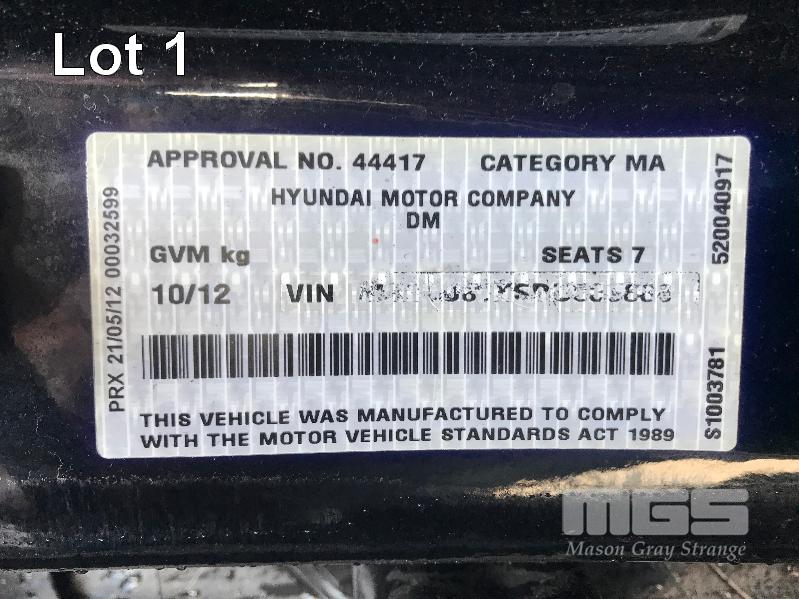 Lot 1
APPROVAL NO. 44417 CATEGORY MA
HYUNDAI MOTOR COMPANY
DM
GVM kg SEATS 7
10/12 VIN
THIS VEHICLE WAS MANUFACTURED TO COMPLY
WITH THE MOTOR VEHICLE STANDARDS ACT 1989
PRX 21/05/12 00032599
S1003781 520040917
MGS
Mason Gray Strange